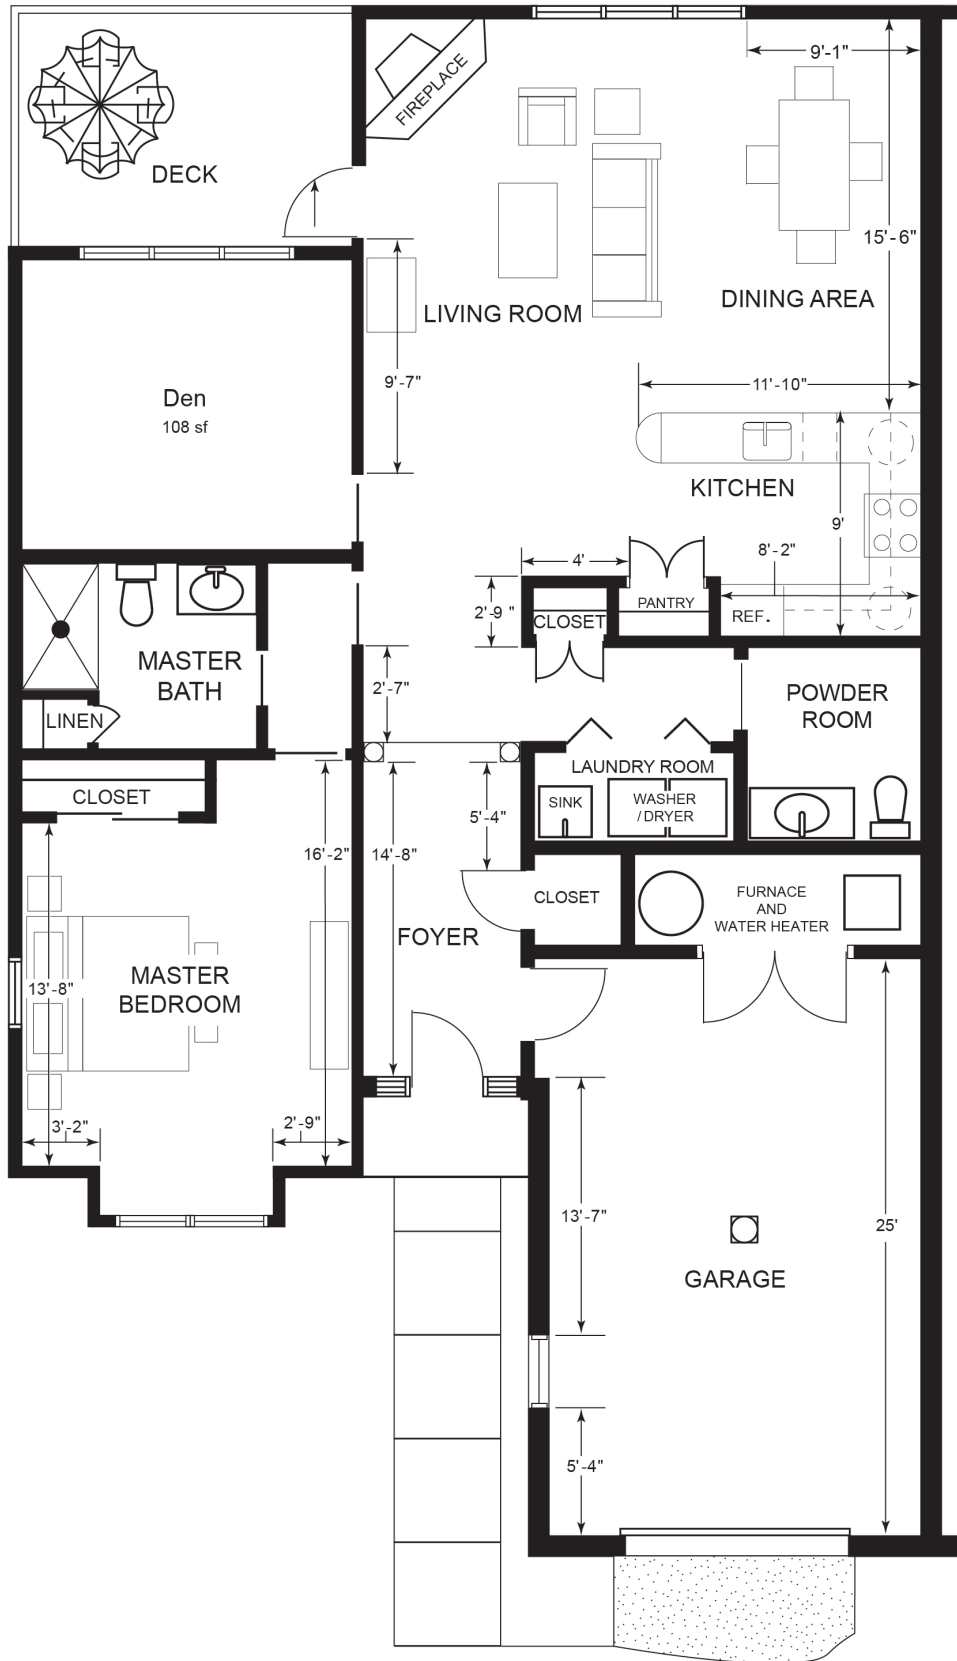 9'-1"
FIREPLACE
DECK
15'-6"
LIVING ROOM
DINING AREA
9'-7"
11'-10"
Den
108 sf
KITCHEN
9'
8'-2"
4'
2'-9"
PANTRY
CLOSET
REF.
MASTER
BATH
2'-7"
LINEN
POWDER
ROOM
LAUNDRY ROOM
CLOSET
SINK
WASHER
/DRYER
5'-4"
16'-2"
14'-8"
CLOSET
FURNACE
AND
WATER HEATER
FOYER
MASTER
BEDROOM
13'-8"
3'-2"
2'-9"
13'-7"
25'
GARAGE
5'-4"